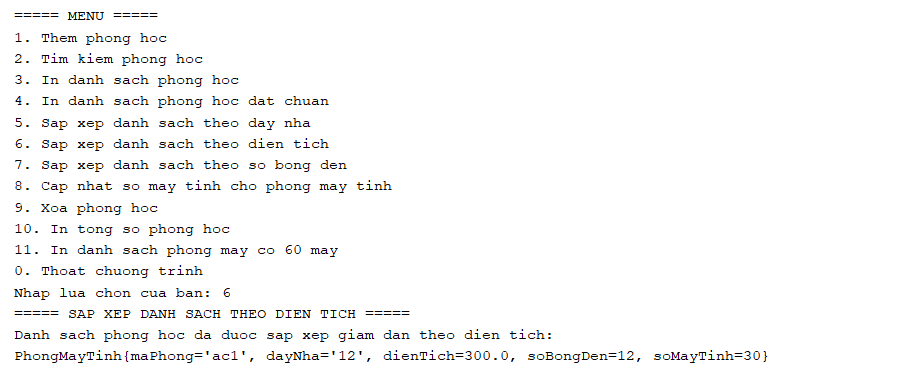 ===== MENU =====
1. Them phong hoc
2. Tim kiem phong hoc
3. In danh sach phong hoc
4. In danh sach phong hoc dat chuan
5. Sap xep danh sach theo day nha
6. Sap xep danh sach theo dien tich
7. Sap xep danh sach theo so bong den
8. Cap nhat so may tinh cho phong may tinh
9. Xoa phong hoc
10. In tong so phong hoc
11. In danh sach phong may co 60 may
0. Thoat chuong trinh
Nhap lua chon cua ban: 6
===== SAP XEP DANH SACH THEO DIEN TICH =====
Danh sach phong hoc da duoc sap xep giam dan theo dien tich:
PhongMayTinh{maPhong='ac1', dayNha='12', dienTich=300.0, soBongDen=12, soMayTinh=30}